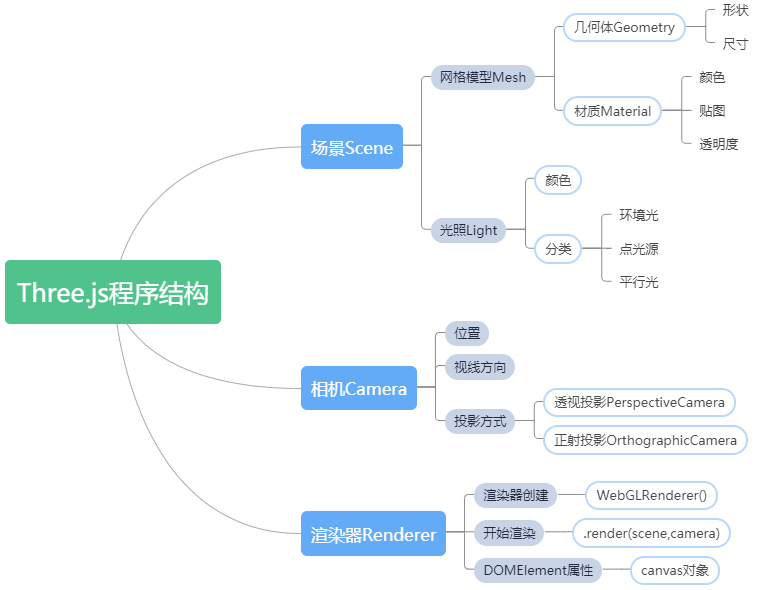 Three.js程序结构
场景Scene
网格模型Mesh
几何体Geometry
形状
尺寸
材质Material
颜色
贴图
透明度
光照Light
颜色
分类
环境光
点光源
平行光
相机Camera
位置
视线方向
投影方式
透视投影PerspectiveCamera
正射投影OrthographicCamera
渲染器Renderer
渲染器创建
WebGLRenderer()
开始渲染
.render(scene,camera)
DOMElement属性
canvas对象